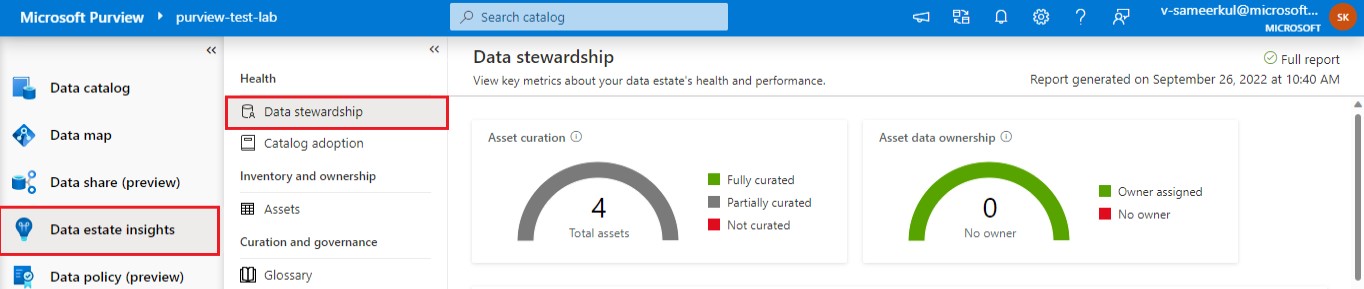 Microsoft Purview
purview-test-lab
Search catalog
v-sameerkul@microsoft...
MICROSOFT
SK
Data catalog
Data map
Data share (preview)
Data estate insights
Data policy (preview)
Health
Data stewardship
Catalog adoption
Inventory and ownership
Assets
Curation and governance
Glossary
Data stewardship
View key metrics about your data estate's health and performance.
Full report
Report generated on September 26, 2022 at 10:40 AM
Asset curation
4
Total assets
Fully curated
Partially curated
Not curated
Asset data ownership
0
No owner
Owner assigned
No owner